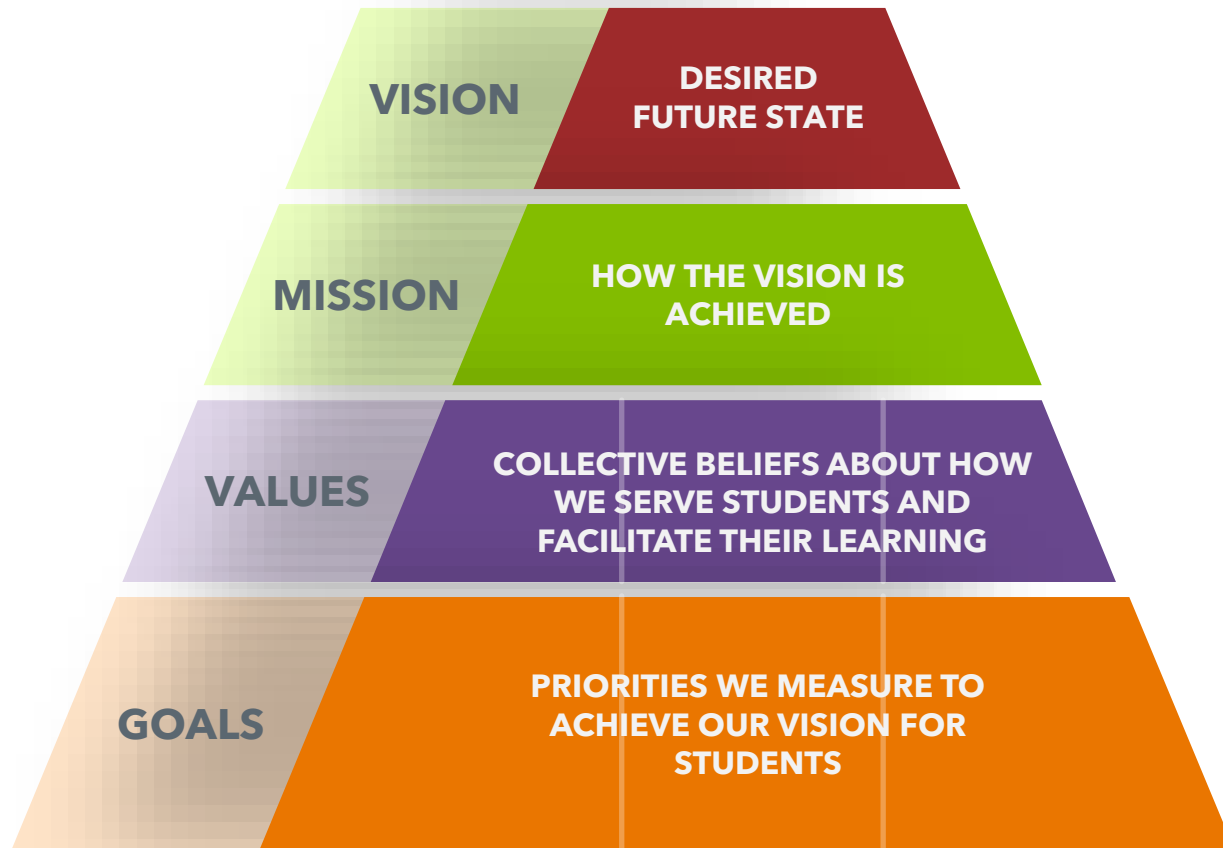 VISION
DESIRED
FUTURE STATE
MISSION
HOW THE VISION IS
ACHIEVED
VALUES
COLLECTIVE BELIEFS ABOUT HOW
WE SERVE STUDENTS AND
FACILITATE THEIR LEARNING
GOALS
PRIORITIES WE MEASURE TO
ACHIEVE OUR VISION FOR
STUDENTS